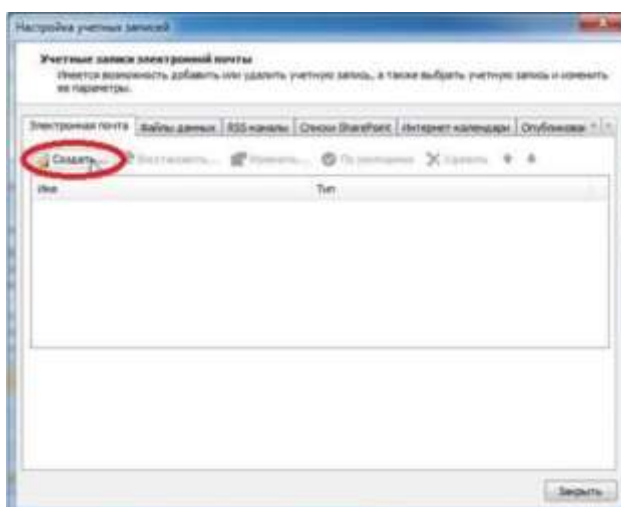 Настройка учетных записей
Учетные записи электронной почты
Имеется возможность добавить или удалить учетную запись, а также выбрать учетную запись и изменить
ее параметры.
Электронная почта Файлы данных RSS-каналы Списки SharePoint Интернет-календари
Создать... Восстановить... Изменить... По умолчанию Удалить
Имя Тип
Закрыть